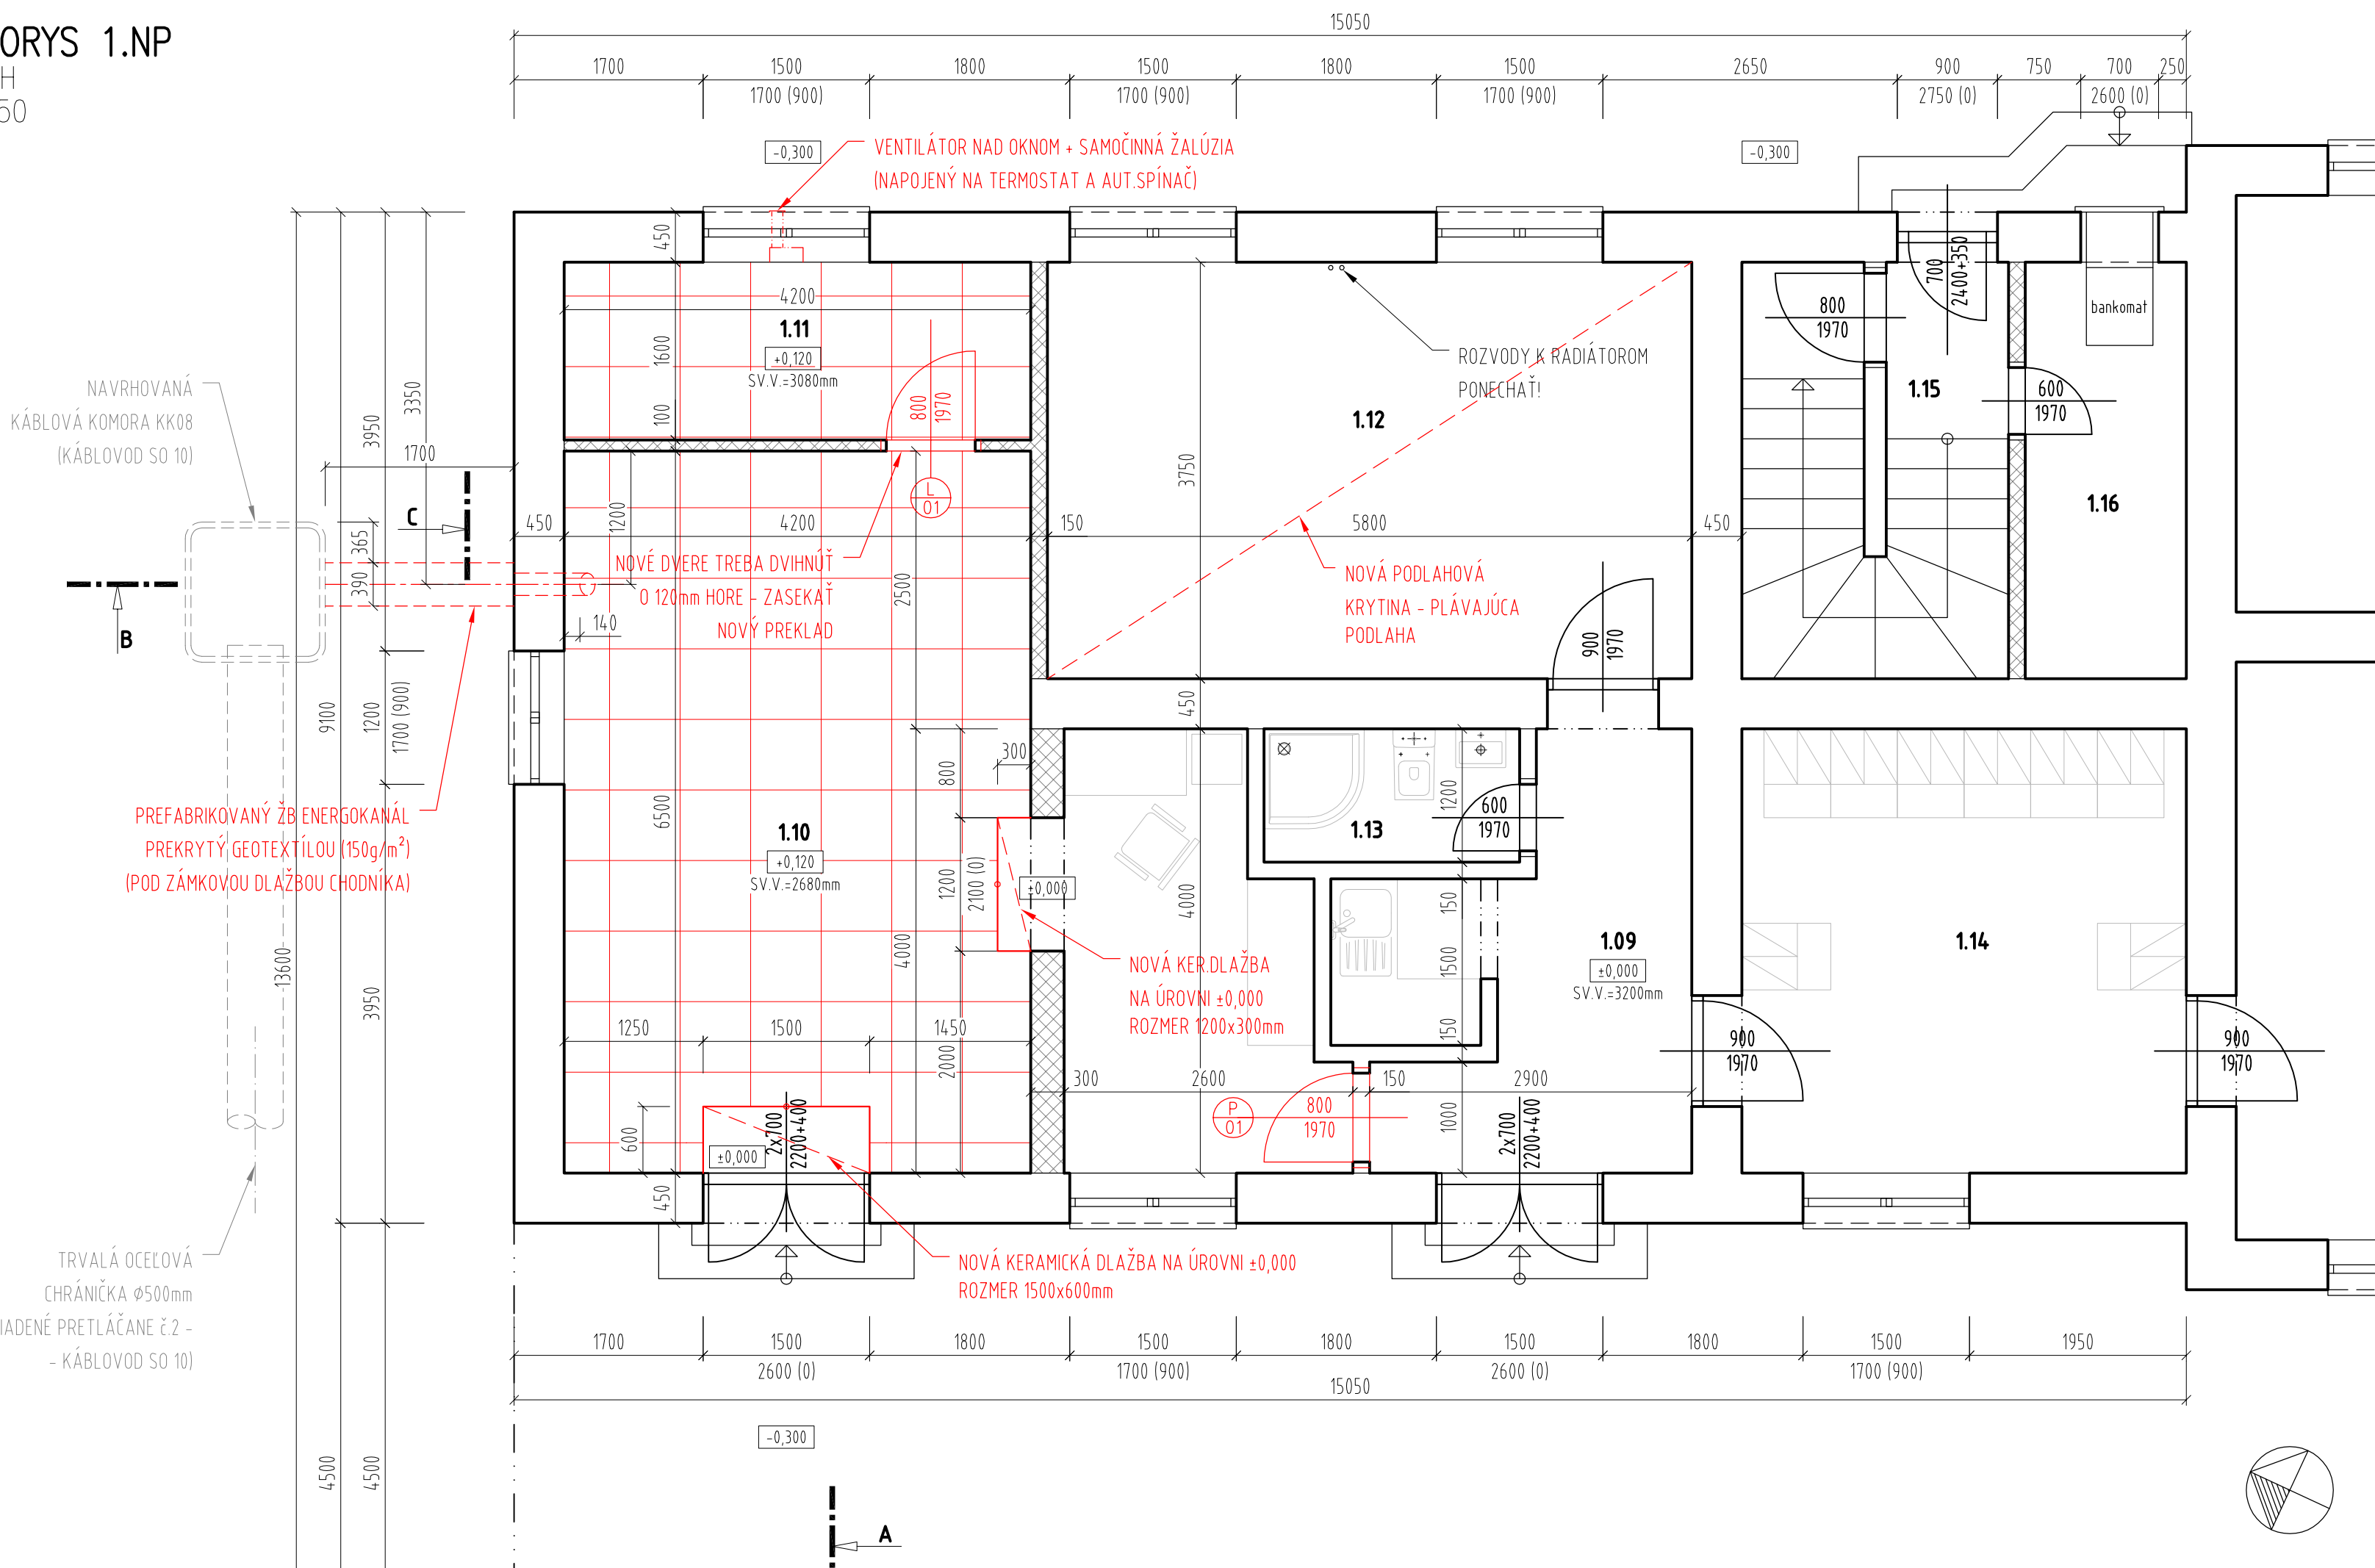 ORYS 1.NP
H
50
15050
1700 1500 1800 1500 1800 1500 2650 900 750 700 250
1700 (900) 1700 (900) 1700 (900) 2750 (0) 2600 (0)
-0,300
-0,300
VENTILÁTOR NAD OKNOM + SAMOČINNÁ ŽALÚZIA
(NAPOJENÝ NA TERMOSTAT A AUT.SPÍNAČ)
450
4200
1.11
+0,120
SV.V.=3080mm
1600
100
800
1970
L
01
ROZVODY K RADIÁTOROM
PONECHAŤ!
1.12
3750
800
1970
700
2400+350
bankomat
1.15
600
1970
1.16
NAVRHOVANÁ
KÁBLOVÁ KOMORA KK08
(KÁBLOVOD SO 10)
3950
3350
1700
C
365
390
B
450 4200 150 5800 450
1200
2500
140
NOVÉ DVERE TREBA DVIHNÚŤ
O 120mm HORE - ZASEKAŤ
NOVÝ PREKLAD
NOVÁ PODLAHOVÁ
KRYTINA - PLÁVAJÚCA
PODLAHA
900
1970
9100
1200
1700 (900)
450
300
800
6500
1200
600
1970
1.13
PREFABRIKOVANÝ ŽB ENERGOKANÁL
PREKRYTÝ GEOTEXTÍLOU (150g/m²)
(POD ZÁMKOVOU DLAŽBOU CHODNÍKA)
1.10
+0,120
SV.V.=2680mm
1200
2100 (0)
±0,000
4000
150
4000
13600
3950
NOVÁ KER.DLAŽBA
NA ÚROVNI ±0,000
ROZMER 1200x300mm
1500
1.09
±0,000
SV.V.=3200mm
1.14
1250 1500 1450
2000
150
900
1970
900
1970
300 2600 150 2900
P
01
800
1970
1000
600
±0,000
2x700
2200+400
2x700
2200+400
450
NOVÁ KERAMICKÁ DLAŽBA NA ÚROVNI ±0,000
ROZMER 1500x600mm
TRVALÁ OCEĽOVÁ
CHRÁNIČKA Ø500mm
IADENÉ PRETLÁČANE č.2 -
- KÁBLOVOD SO 10)
1700 1500 1800 1500 1800 1500 1800 1500 1950
2600 (0) 1700 (900) 2600 (0) 1700 (900)
15050
-0,300
4500
4500
A